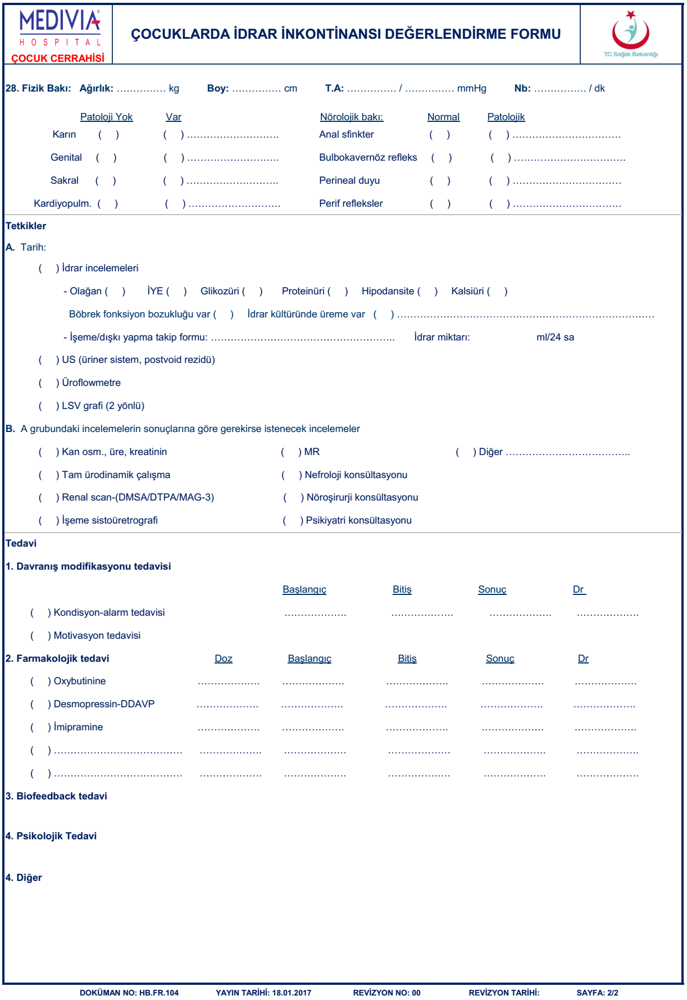 MEDIVIA®
HOSPITAL
ÇOCUK CERRAHİSİ
ÇOCUKLARDA İDRAR İNKONTİNANSI DEĞERLENDİRME FORMU
T.C. Sağlık Bakanlığı
28. Fizik Bakı: Ağırlık: …………… kg Boy: …………… cm T.A: …………… / …………… mmHg Nb: ……………. / dk
Patoloji Yok Var Nörolojik bakı: Normal Patolojik
Karın ( ) ( ) ………………………. Anal sfinkter ( ) ( ) ……………………………
Genital ( ) ( ) ………………………. Bulbokavernöz refleks ( ) ( ) …………………………….
Sakral ( ) ( ) ………………………. Perineal duyu ( ) ( ) ……………………………
Kardiyopulm. ( ) ( ) ………………………. Perif refleksler ( ) ( ) ……………………………
Tetkikler
A. Tarih:
( ) İdrar incelemeleri
- Olağan ( ) İYE ( ) Glikozüri ( ) Proteinüri ( ) Hipodansite ( ) Kalsiüri ( )
Böbrek fonksiyon bozukluğu var ( ) İdrar kültüründe üreme var ( ) ……………………………………………………………………
- İşeme/dışkı yapma takip formu: ……………………………………………….. İdrar miktarı: ml/24 sa
( ) US (üriner sistem, postvoid rezidü)
( ) Üroflowmetre
( ) LSV grafi (2 yönlü)
B. A grubundaki incelemelerin sonuçlarına göre gerekirse istenecek incelemeler
( ) Kan osm., üre, kreatinin ( ) MR ( ) Diğer ………………………………..
( ) Tam ürodinamik çalışma ( ) Nefroloji konsültasyonu
( ) Renal scan-(DMSA/DTPA/MAG-3) ( ) Nöroşirurji konsültasyonu
( ) İşeme sistoüretrografi ( ) Psikiyatri konsültasyonu
Tedavi
1. Davranış modifikasyonu tedavisi
Başlangıç Bitiş Sonuç Dr
( ) Kondisyon-alarm tedavisi ………………. ………………. ………………. ……………….
( ) Motivasyon tedavisi
2. Farmakolojik tedavi Doz Başlangıç Bitiş Sonuç Dr
( ) Oxybutinine ………………. ………………. ………………. ………………. ……………….
( ) Desmopressin-DDAVP ………………. ………………. ………………. ………………. ……………….
( ) İmipramine ………………. ………………. ………………. ………………. ……………….
( ) ………………………………… ………………. ………………. ………………. ………………. ……………….
( ) ………………………………… ………………. ………………. ………………. ………………. ……………….
3. Biofeedback tedavi
4. Psikolojik Tedavi
4. Diğer
DOKÜMAN NO: HB.FR.104 YAYIN TARİHİ: 18.01.2017 REVİZYON NO: 00 REVİZYON TARİHİ: SAYFA: 2/2